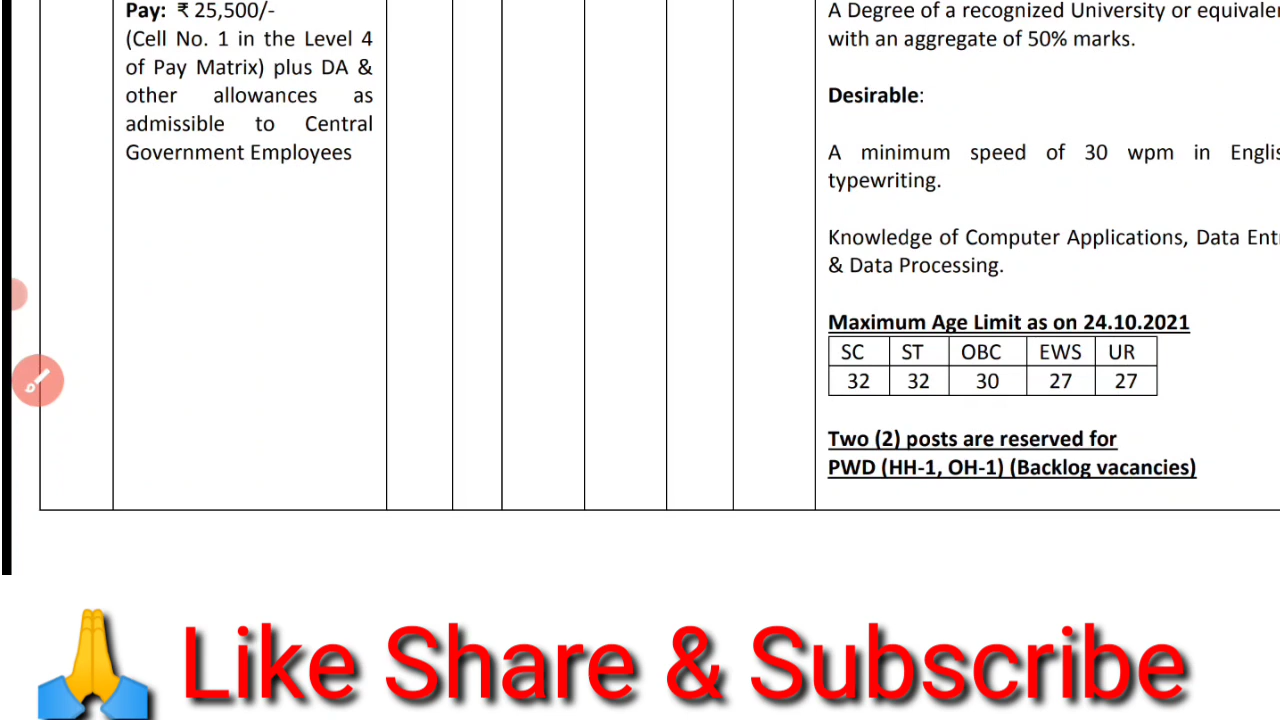 Pay: ₹ 25,500/-
(Cell No. 1 in the Level 4
of Pay Matrix) plus DA &
other allowances as
admissible to Central
Government Employees
A Degree of a recognized University or
with an aggregate of 50% marks.
Desirable:
A minimum speed of 30 wpm in
typewriting.
Knowledge of Computer Applications, Data
& Data Processing.
Maximum Age Limit as on 24.10.2021
SC ST OBC EWS UR
32 32 30 27 27
Two (2) posts are reserved for
PWD (HH-1, OH-1) (Backlog vacancies)
Like Share & Subscribe